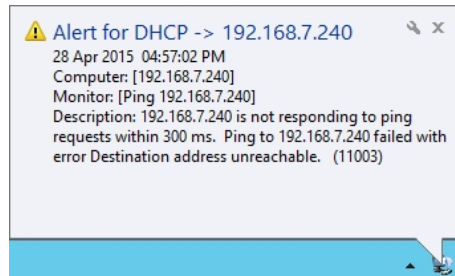 Alert for DHCP -> 192.168.7.240
28 Apr 2015  04:57:02 PM
Computer: [192.168.7.240]
Monitor: [Ping 192.168.7.240]
Description: 192.168.7.240 is not responding to ping
requests within 300 ms.  Ping to 192.168.7.240 failed with
error Destination address unreachable.   (11003)